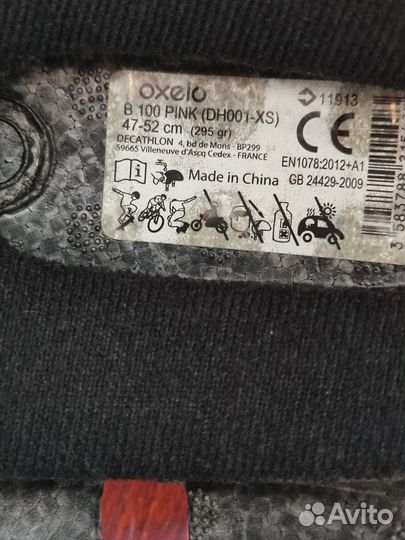 oxelo
11913
B 100 PINK (DH001-XS)
47-52 cm (295 gr)
DECATHLON 4, bd de Mons - BP299
59665 Villeneuve d'Ascq Cedex - FRANCE
CE
EN1078:2012+A1
GB 24429-2009
Made in China
Avito